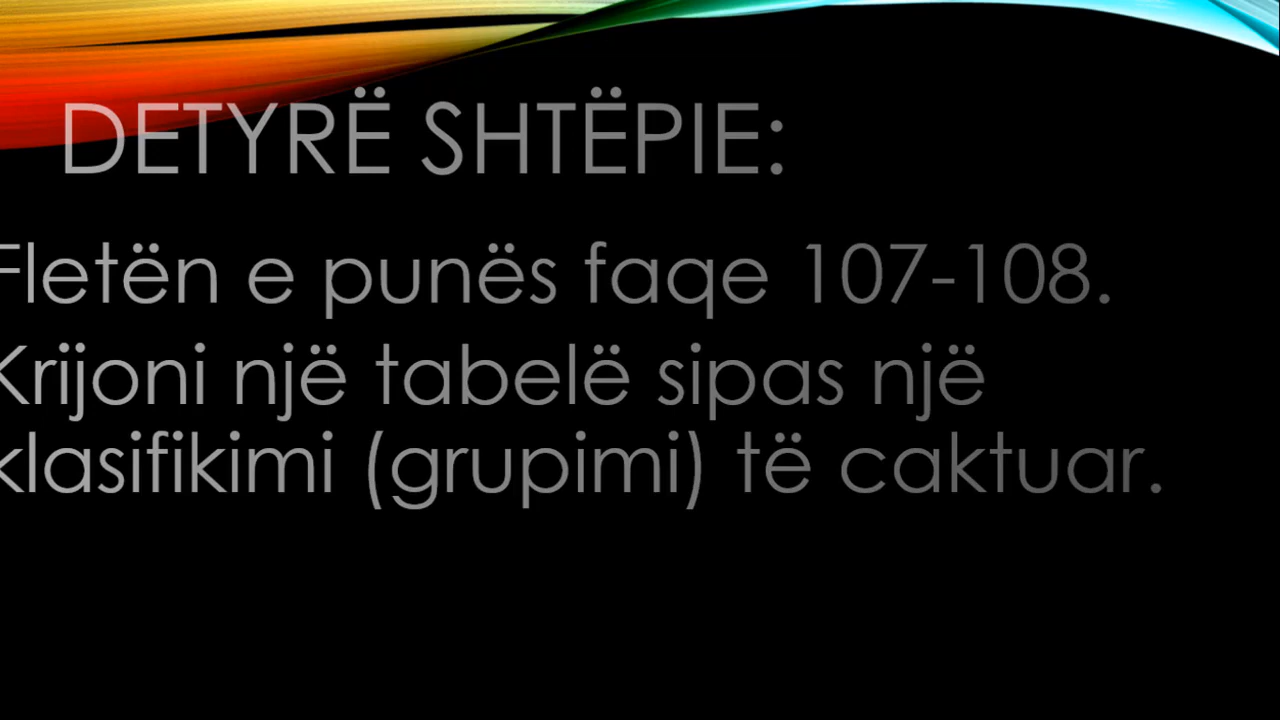 DETYRË SHTËPIE:
Fletën e punës faqe 107-108.
Krijoni një tabelë sipas një
klasifikimi (grupimi) të caktuar.